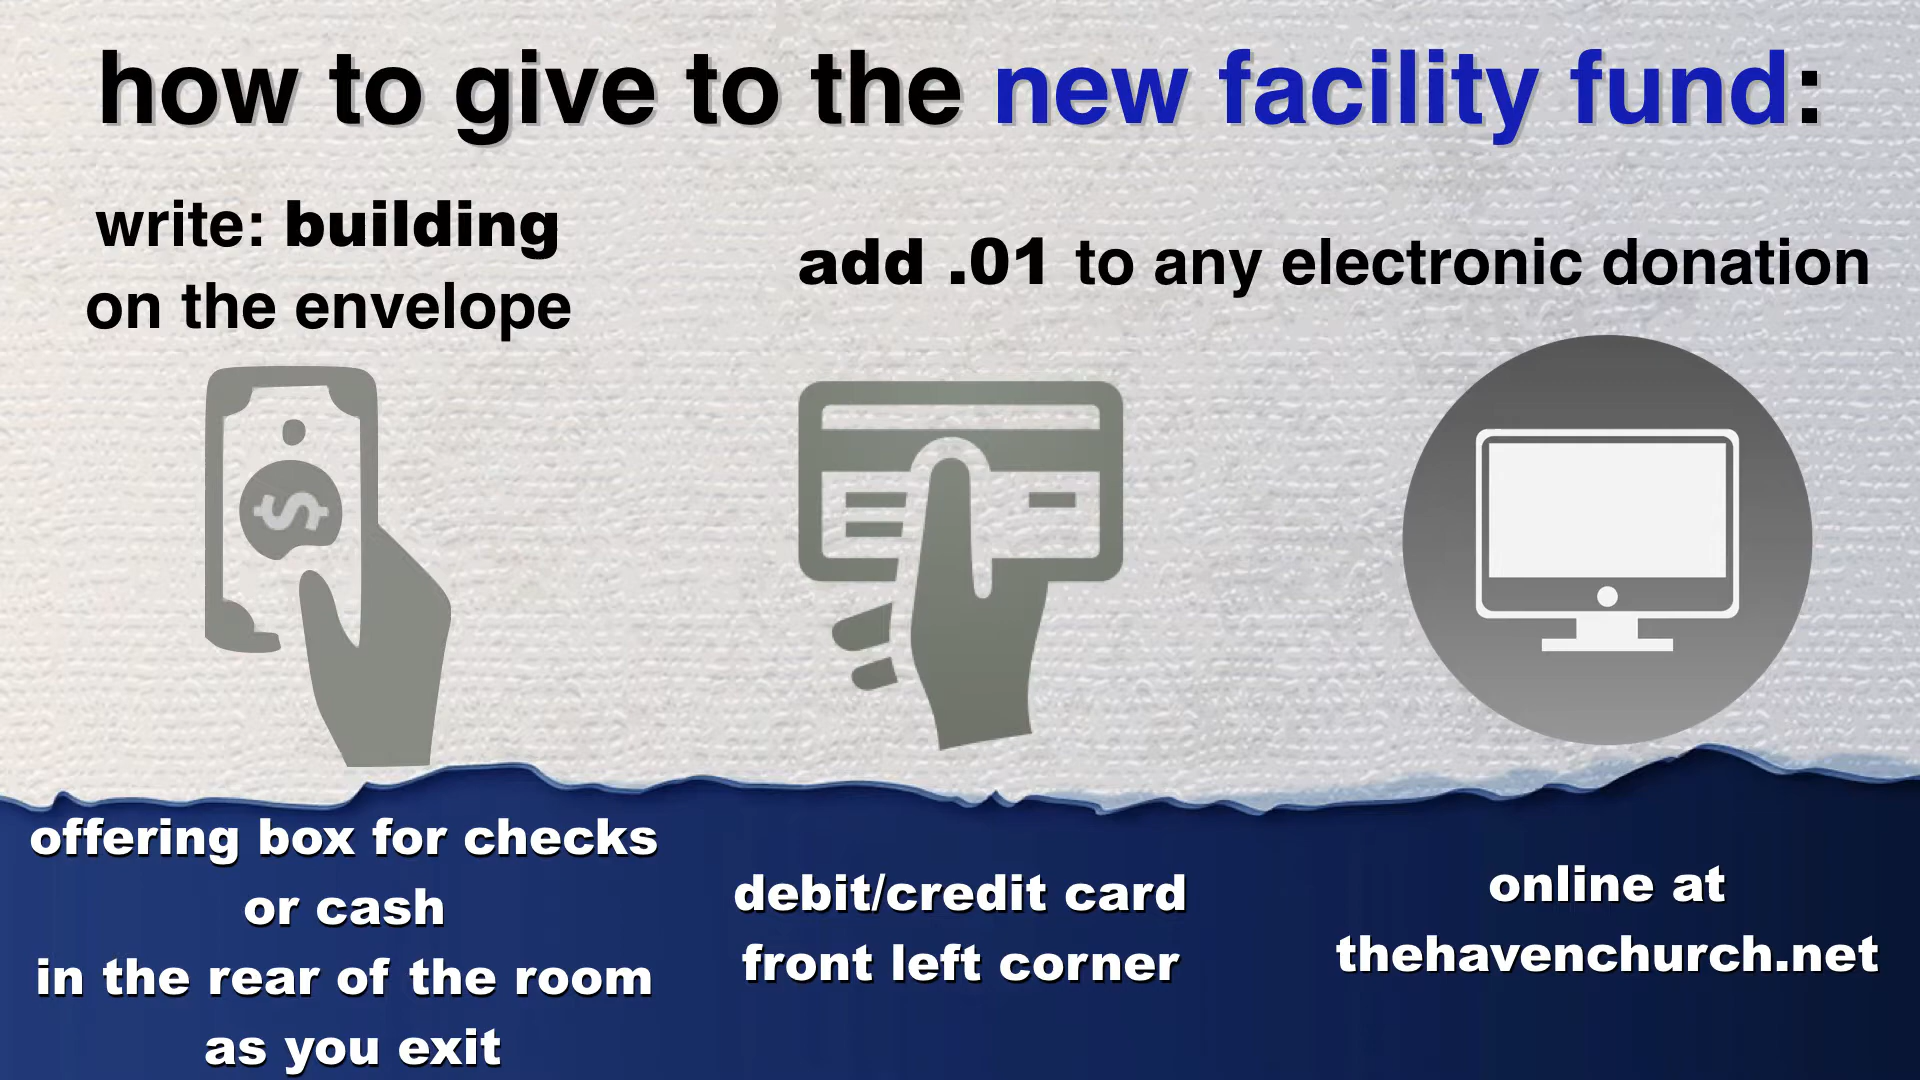 how to give to the new facility fund:
write: building
on the envelope
add .01 to any electronic donation
$
offering box for checks
or cash
in the rear of the room
as you exit
debit/credit card
front left corner
online at
thehavenchurch.net